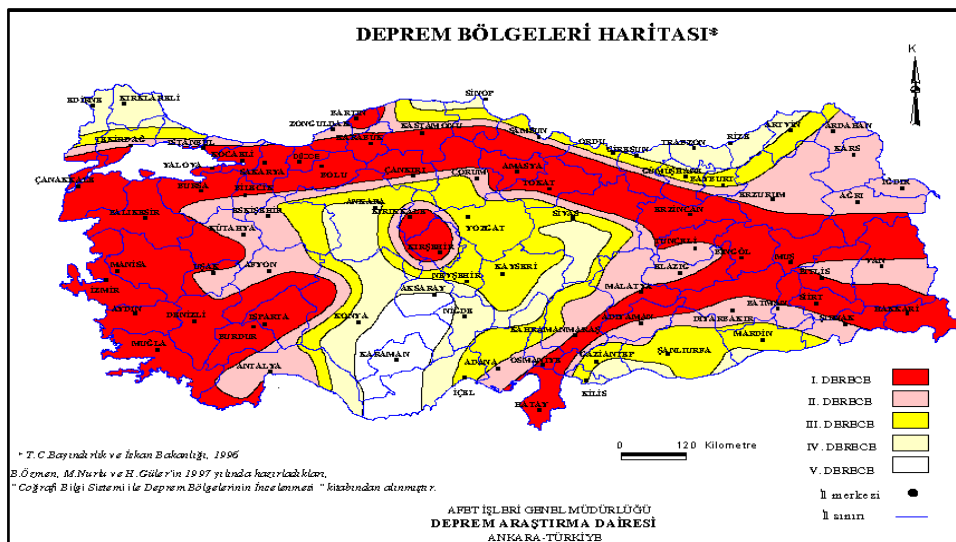 DEPREM BÖLGELERİ HARİTASI*
K
SİNOP
EDİRNE KIRKLARELİ
BARTIN
ZONGULDAK
KARABÜK KASTAMONU
SAMSUN
ORDU
GİRESUN
TRABZON
RİZE
ARTVİN
ARDAHAN
TEKİRDAĞ
İSTANBUL
KOCAELİ
YALOVA
SAKARYA
DÜZCE
BOLU
ÇANKIRI
ÇORUM
AMASYA
TOKAT
GÜMÜŞHANE
BAYBURT
KARS
ÇANAKKALE
BURSA
BİLECİK
ERZURUM
IĞDIR
AĞRI
BALIKESİR
ESKİŞEHİR
ANKARA
KIRIKKALE
YOZGAT
SİVAS
ERZİNCAN
KÜTAHYA
KIRŞEHİR
TUNCELİ
BİNGÖL
MUŞ
VAN
MANİSA
UŞAK
AFYON
NEVŞEHİR
KAYSERİ
ELAZIĞ
BİTLİS
İZMİR
AKSARAY
MALATYA
AYDIN
DENİZLİ
ISPARTA
KONYA
NİĞDE
BATMAN
SİİRT
HAKKARİ
BURDUR
KAHRAMANMARAŞ
ADIYAMAN
DİYARBAKIR
ŞIRNAK
MUĞLA
KARAMAN
MARDİN
ANTALYA
ADANA
OSMANİYE
GAZİANTEP
ŞANLIURFA
İÇEL
KİLİS
HATAY
I. DERECE
II. DERECE
III. DERECE
IV. DERECE
V. DERECE
İl merkezi
İl sınırı
0 120 Kilometre
* T.C.Bayındırlık ve İskan Bakanlığı, 1996
B.Özmen, M.Nurlu ve H.Güler'in 1997 yılında hazırladıkları,
" Coğrafi Bilgi Sistemi ile Deprem Bölgelerinin İncelenmesi " kitabından alınmıştır.
AFET İŞLERİ GENEL MÜDÜRLÜĞÜ
DEPREM ARAŞTIRMA DAİRESİ
ANKARA-TÜRKİYE